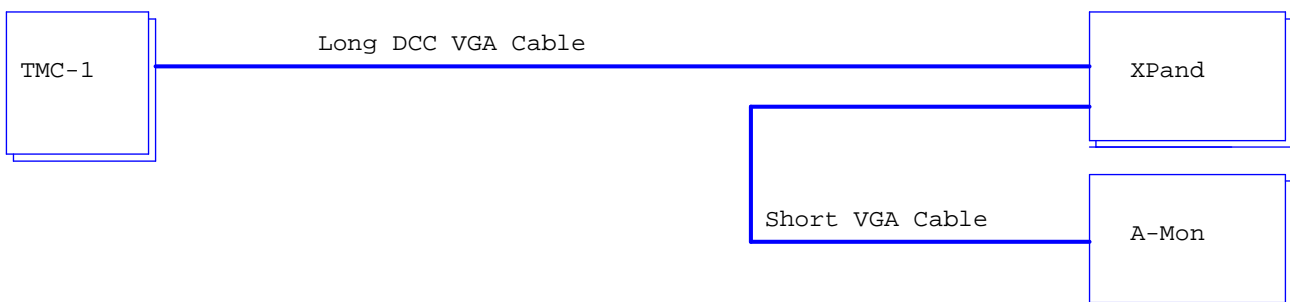 Long DCC VGA Cable
TMC-1
XPand
Short VGA Cable
A-Mon